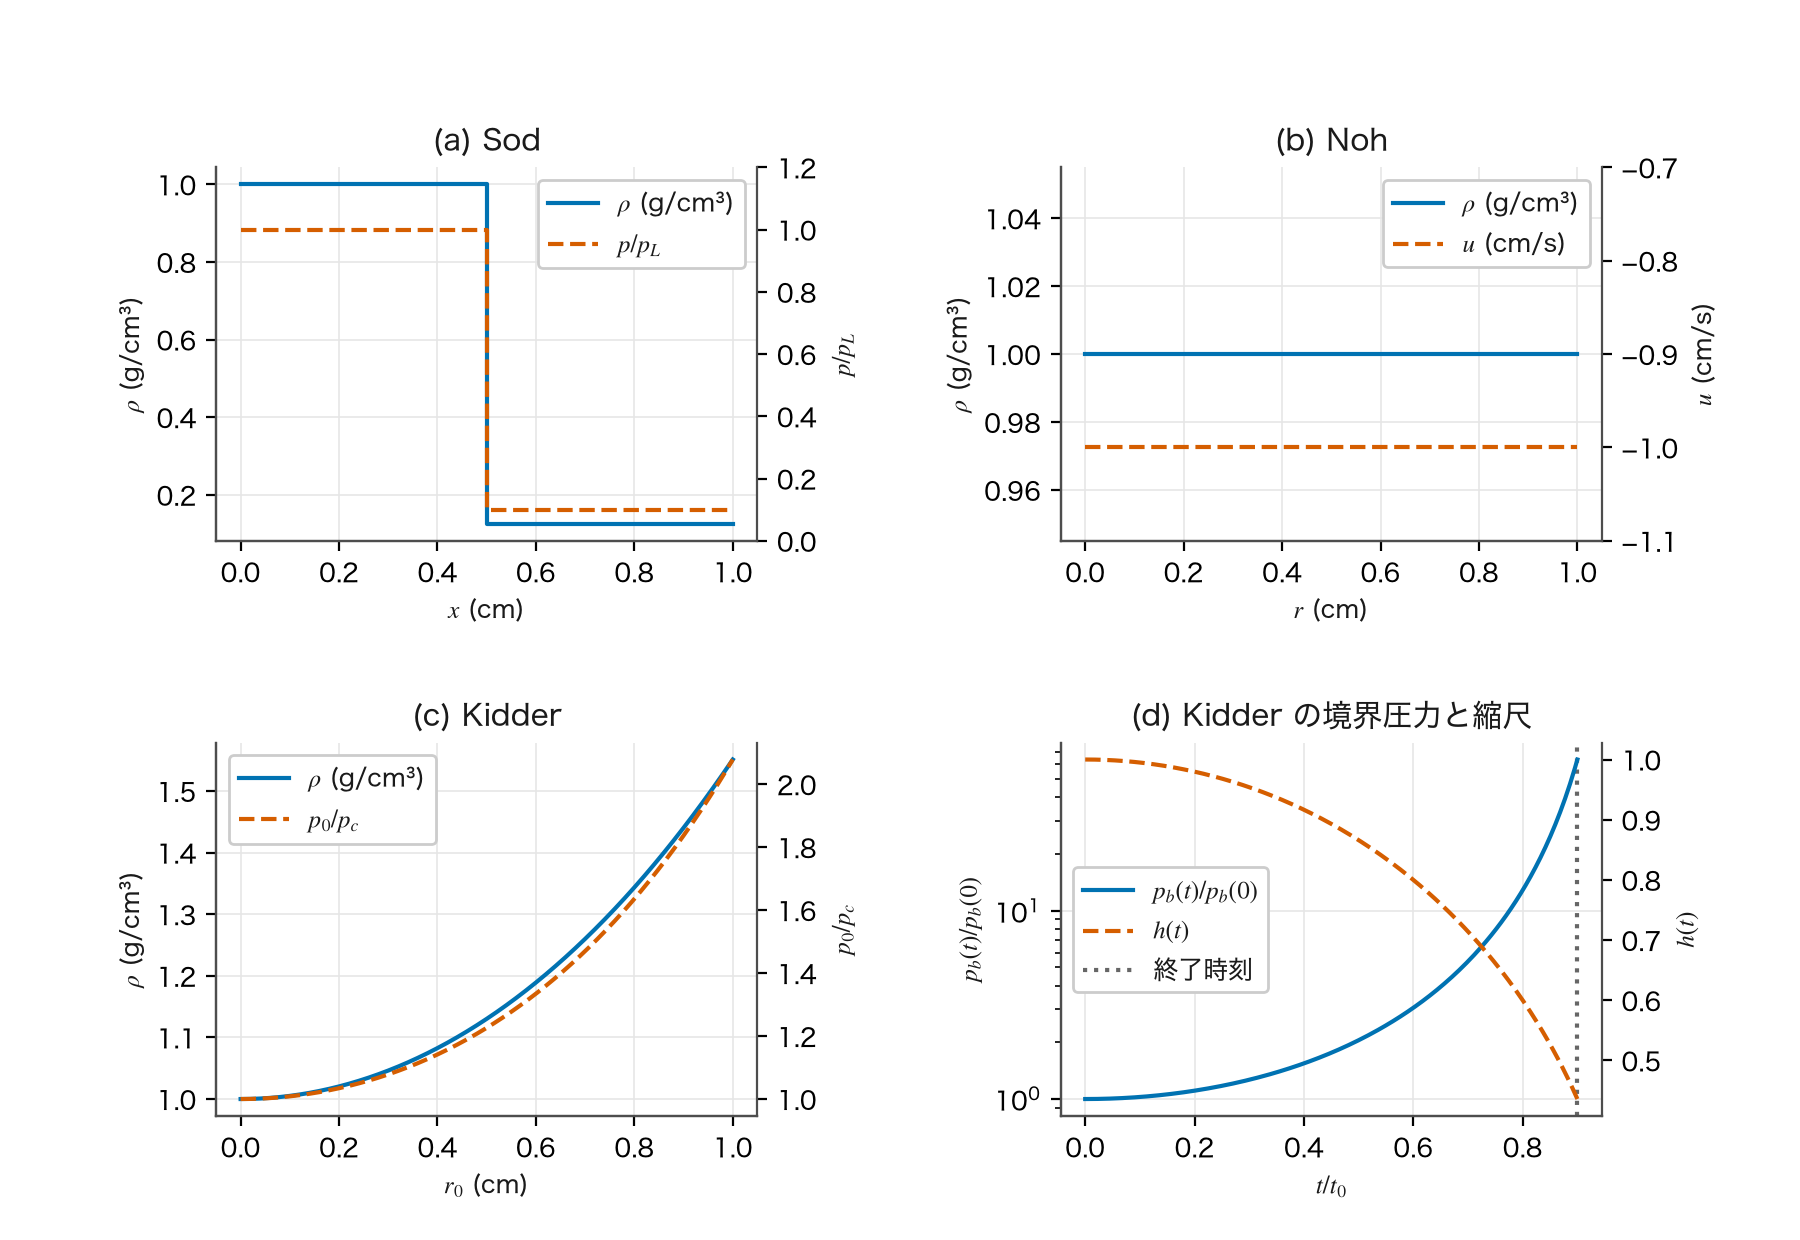 (a) Sod
ρ (g/cm³)
p/p_L
1.0
0.8
0.6
0.4
0.2
ρ (g/cm³)
1.2
1.0
0.8
0.6
0.4
0.2
0.0
p/p_L
0.0 0.2 0.4 0.6 0.8 1.0
x (cm)
(b) Noh
ρ (g/cm³)
u (cm/s)
1.04
1.02
1.00
0.98
0.96
ρ (g/cm³)
−0.7
−0.8
−0.9
−1.0
−1.1
u (cm/s)
0.0 0.2 0.4 0.6 0.8 1.0
r (cm)
(c) Kidder
ρ (g/cm³)
p₀/p_c
1.5
1.4
1.3
1.2
1.1
1.0
ρ (g/cm³)
2.0
1.8
1.6
1.4
1.2
1.0
p₀/p_c
0.0 0.2 0.4 0.6 0.8 1.0
r₀ (cm)
(d) Kidder の境界圧力と縮尺
p_b(t)/p_b(0)
h(t)
終了時刻
10¹
10⁰
p_b(t)/p_b(0)
1.0
0.9
0.8
0.7
0.6
0.5
h(t)
0.0 0.2 0.4 0.6 0.8
t/t₀